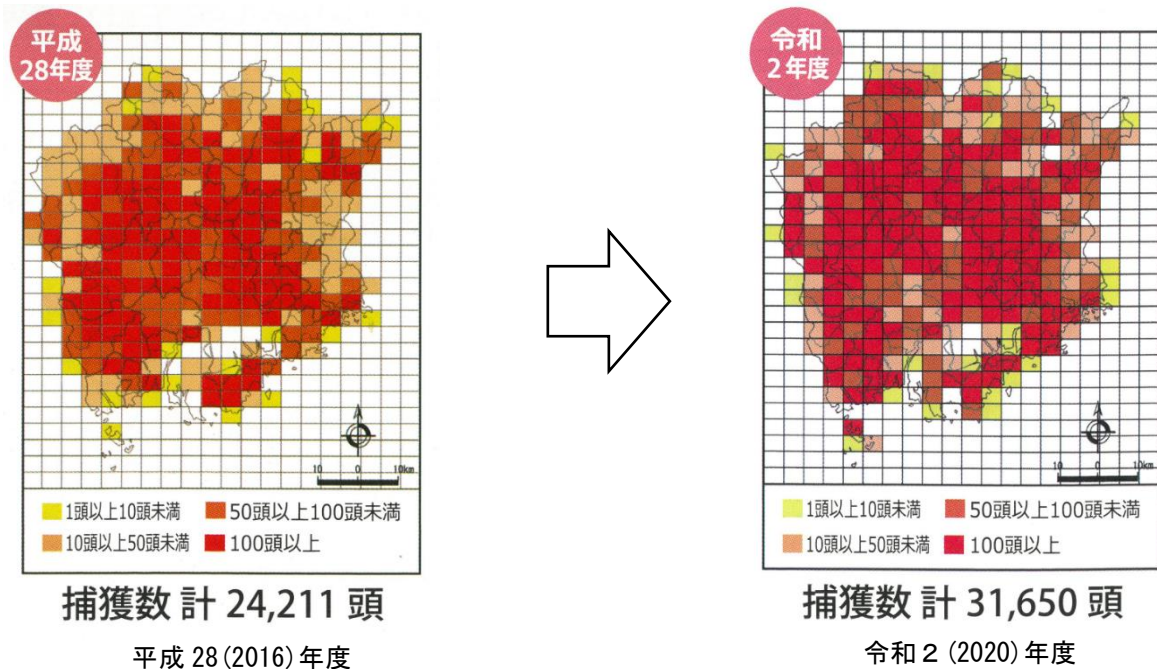 平成
28年度
10 0 10km
1頭以上10頭未満 50頭以上100頭未満
10頭以上50頭未満 100頭以上
捕獲数 計 24,211 頭
平成 28(2016)年度
令和
2年度
10 0 10km
1頭以上10頭未満 50頭以上100頭未満
10頭以上50頭未満 100頭以上
捕獲数 計 31,650 頭
令和２(2020)年度